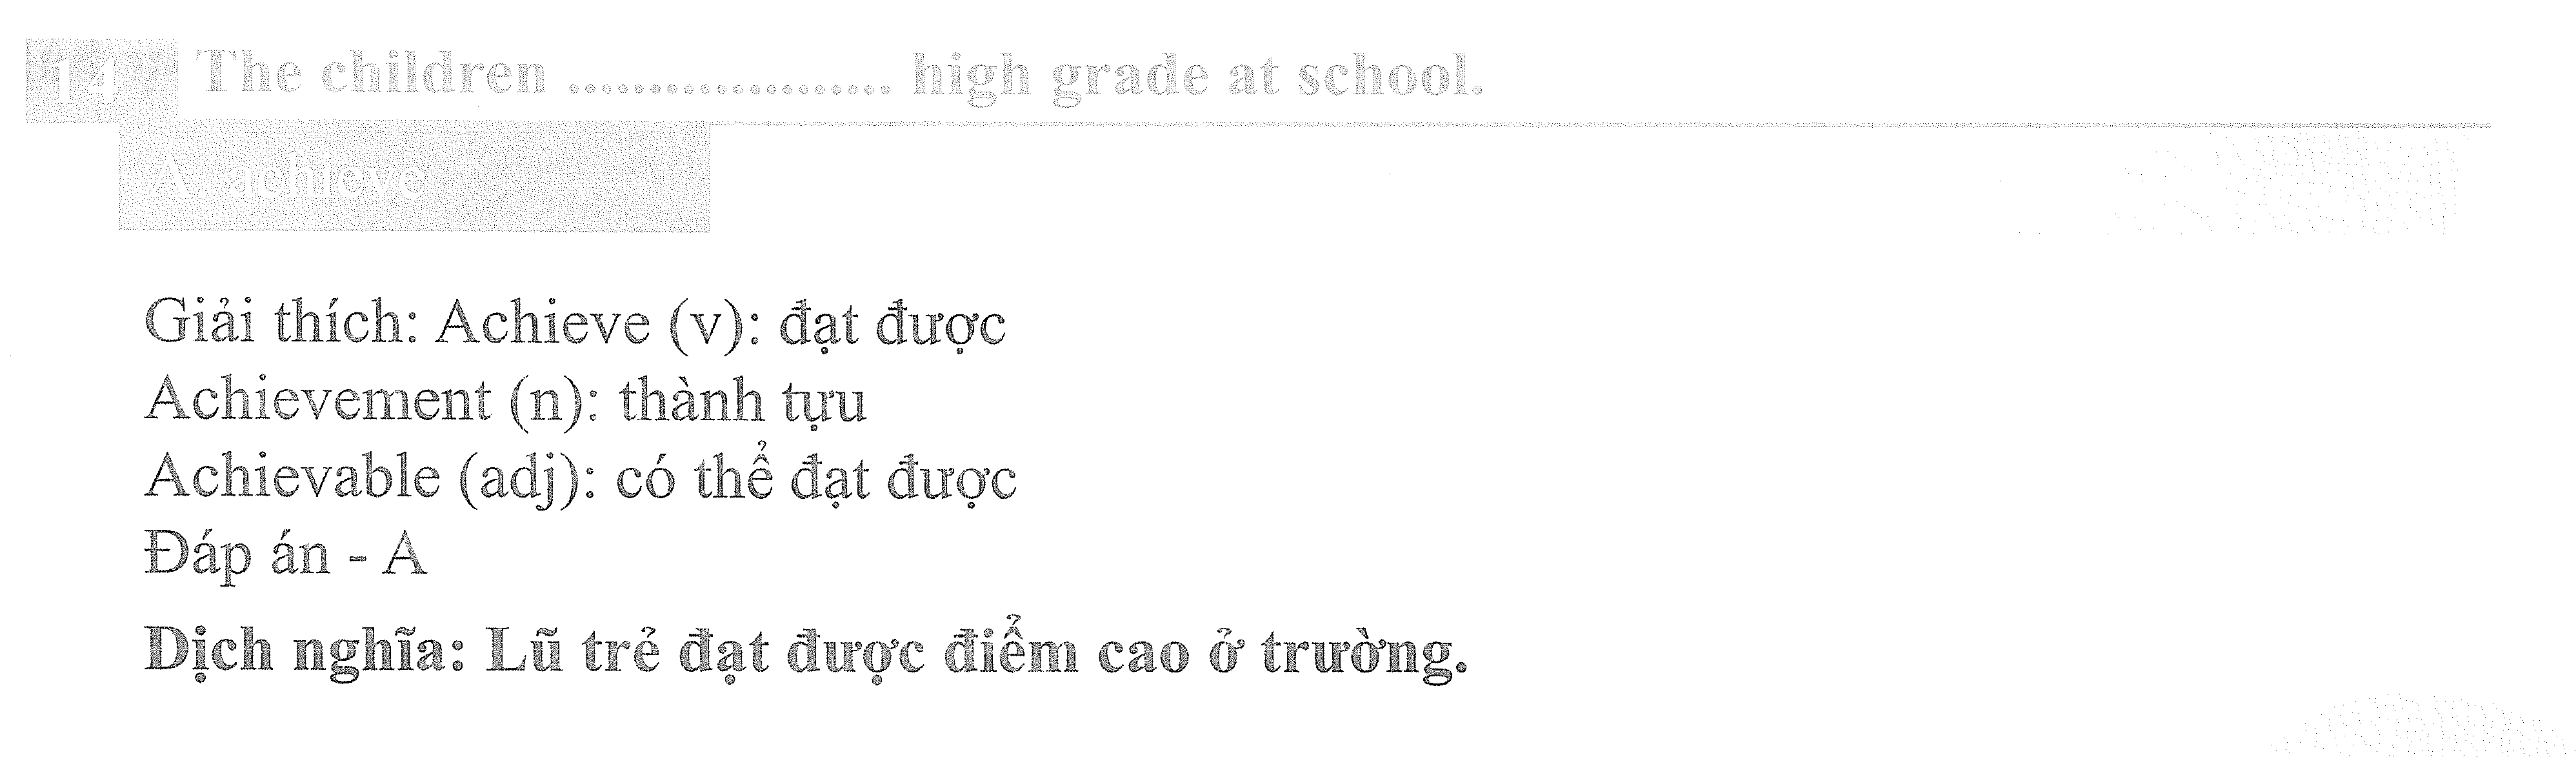 14 The children .................... high grade at school.
A. achieve
Giải thích: Achieve (v): đạt được
Achievement (n): thành tựu
Achievable (adj): có thể đạt được
Đáp án - A
Dịch nghĩa: Lũ trẻ đạt được điểm cao ở trường.